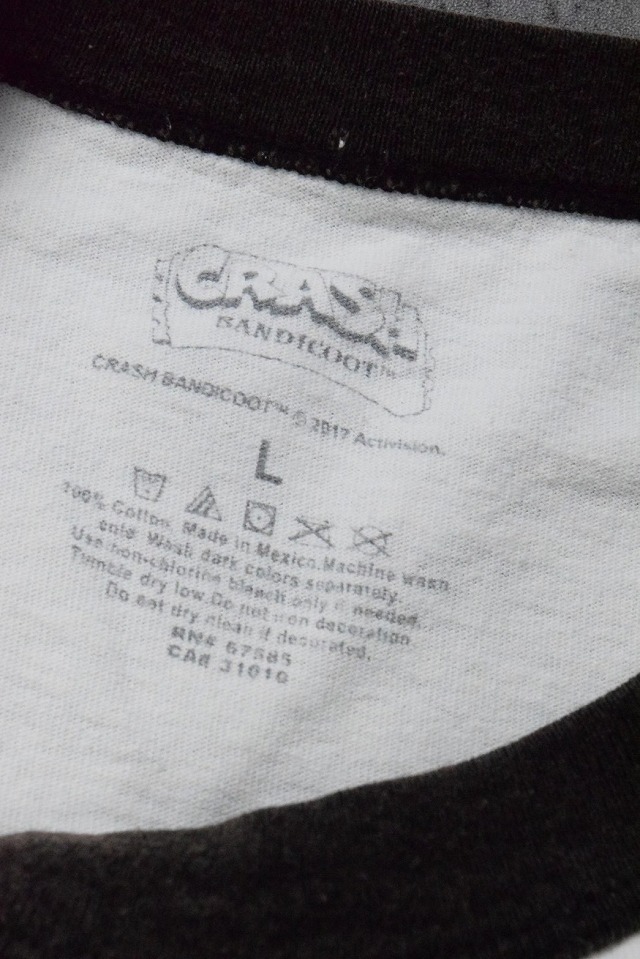 CRASH
BANDICOOT™
CRASH BANDICOOT™ © 2017 Activision.
L
100% Cotton. Made in Mexico. Machine wash
cold. Wash dark colors separately.
Use non-chlorine bleach only if needed.
Tumble dry low. Do not iron decoration.
Do not dry clean if decorated.
RN# 67585
CA# 31010